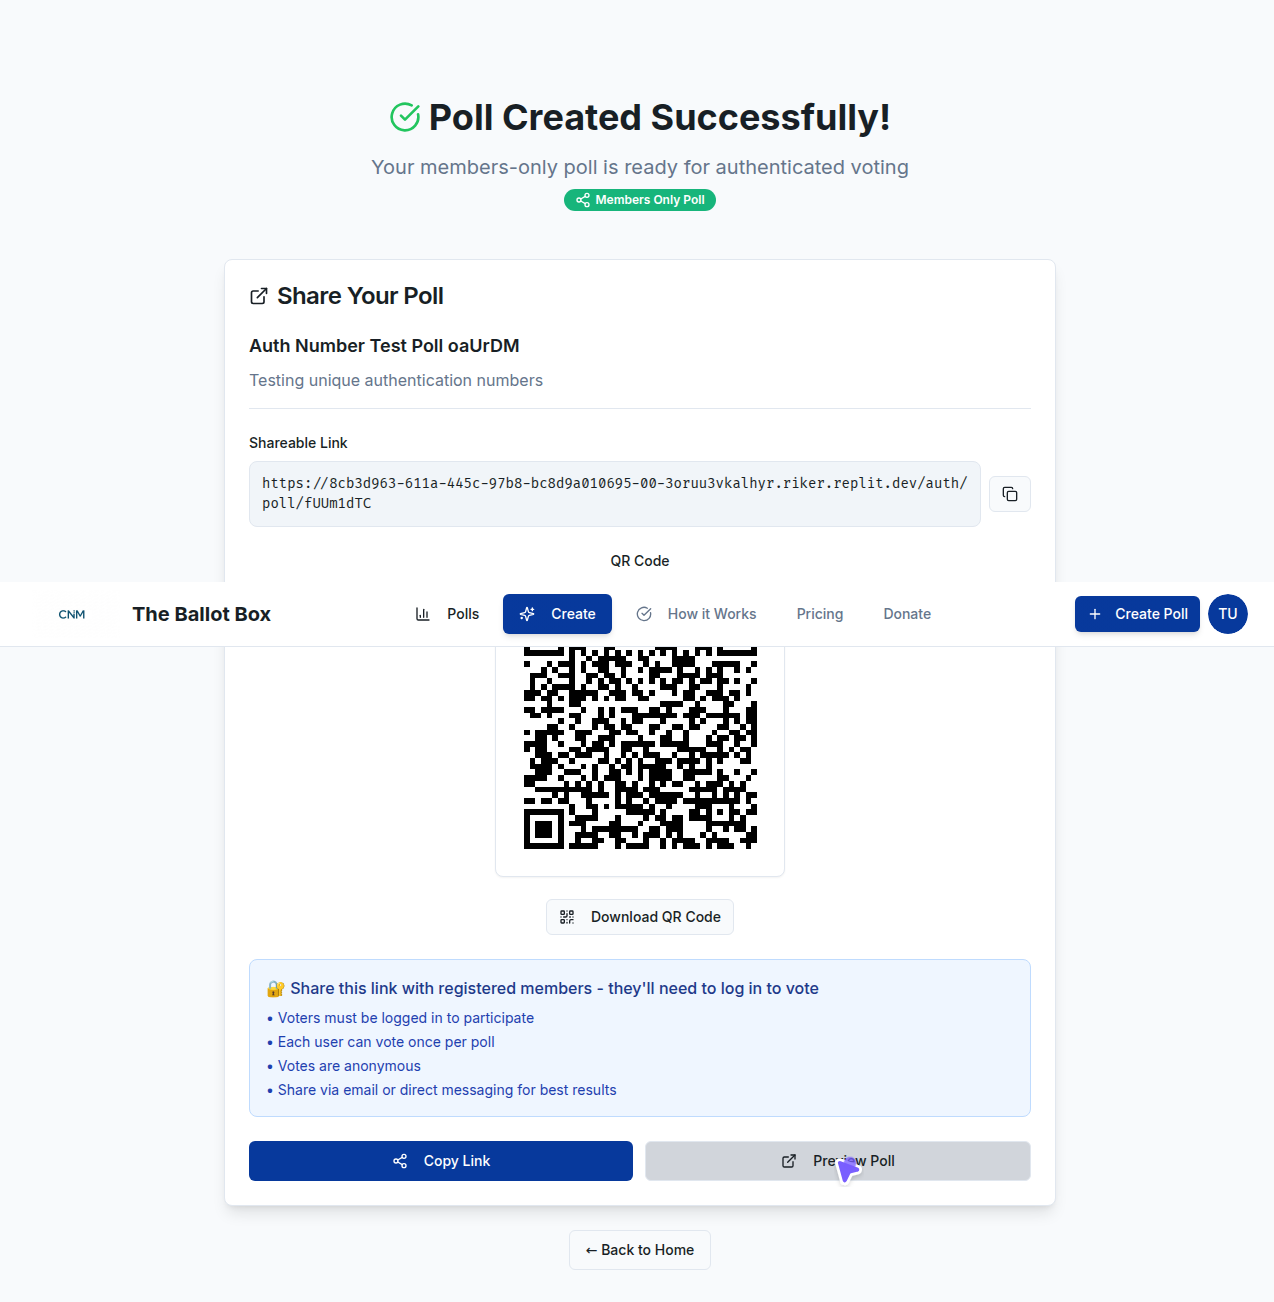 Poll Created Successfully!
Your members-only poll is ready for authenticated voting
Members Only Poll
Share Your Poll
Auth Number Test Poll oaUrDM
Testing unique authentication numbers
Shareable Link
https://8cb3d963-611a-445c-97b8-bc8d9a010695-00-3oruu3vkalhyr.riker.replit.dev/auth/
poll/fUUm1dTC
QR Code
CNM The Ballot Box Polls Create How it Works Pricing Donate Create Poll TU
Download QR Code
🔐 Share this link with registered members - they'll need to log in to vote
• Voters must be logged in to participate
• Each user can vote once per poll
• Votes are anonymous
• Share via email or direct messaging for best results
Copy Link Preview Poll
← Back to Home